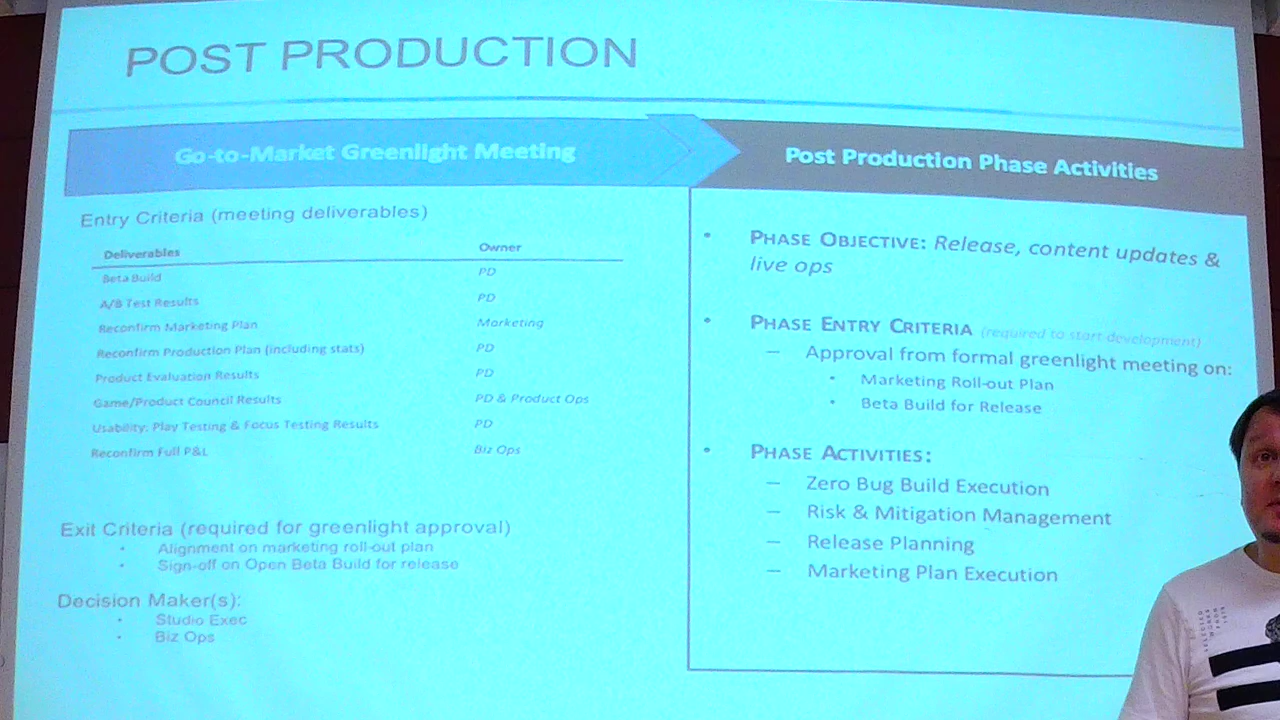 POST PRODUCTION
Go-to-Market Greenlight Meeting
Entry Criteria (meeting deliverables)
Deliverables Owner
Beta Build PD
A/B Test Results PD
Reconfirm Marketing Plan Marketing
Reconfirm Production Plan (including stats) PD
Product Evaluation Results PD
Game/Product Council Results PD & Product Ops
Usability, Play Testing & Focus Testing Results PD
Reconfirm Full P&L Biz Ops
Exit Criteria (required for greenlight approval)
• Alignment on marketing roll-out plan
• Sign-off on Open Beta Build for release
Decision Maker(s):
• Studio Exec
• Biz Ops
Post Production Phase Activities
• PHASE OBJECTIVE: Release, content updates &
live ops
• PHASE ENTRY CRITERIA (required to start development)
– Approval from formal greenlight meeting on:
• Marketing Roll-out Plan
• Beta Build for Release
• PHASE ACTIVITIES:
– Zero Bug Build Execution
– Risk & Mitigation Management
– Release Planning
– Marketing Plan Execution